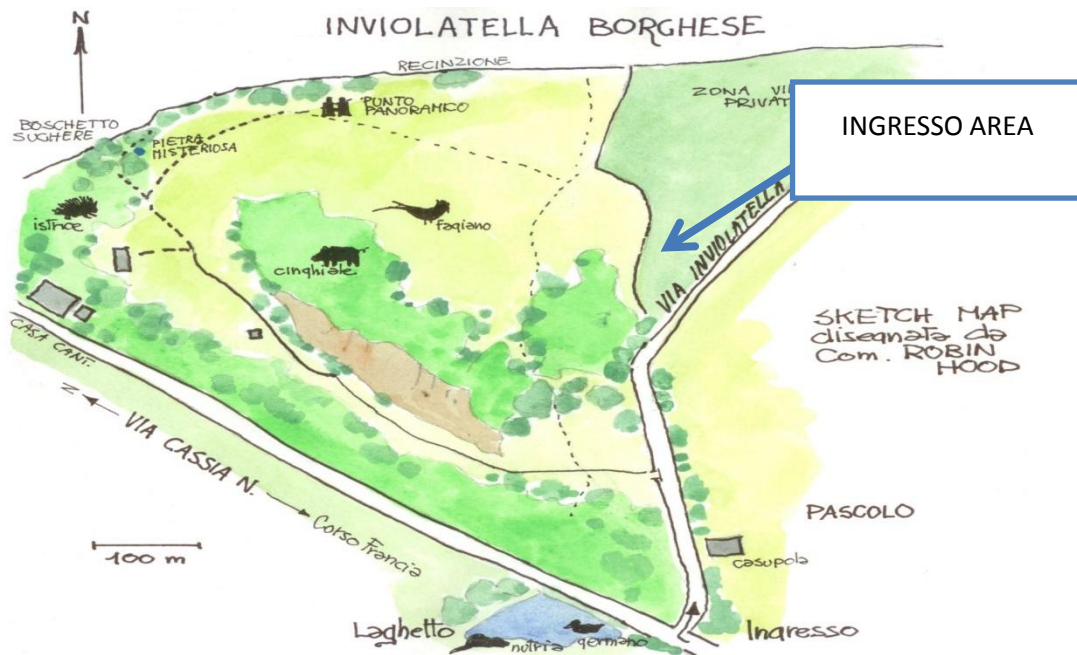 N
INVIOLATELLA BORGHESE
RECINZIONE
ZONA
PRIVAT
INGRESSO AREA
PUNTO
PANORAMICO
BOSCHETTO
SUGHERE
PIETRA
MISTERIOSA
istrice
fagiano
cinghiale
VIA INVIOLATELLA
SKETCH MAP
disegnata da
Com. ROBIN
HOOD
CASA CANT.
N
VIA CASSIA N.
Corso Francia
100 m
PASCOLO
casupola
Laghetto
nutria
germano
Ingresso